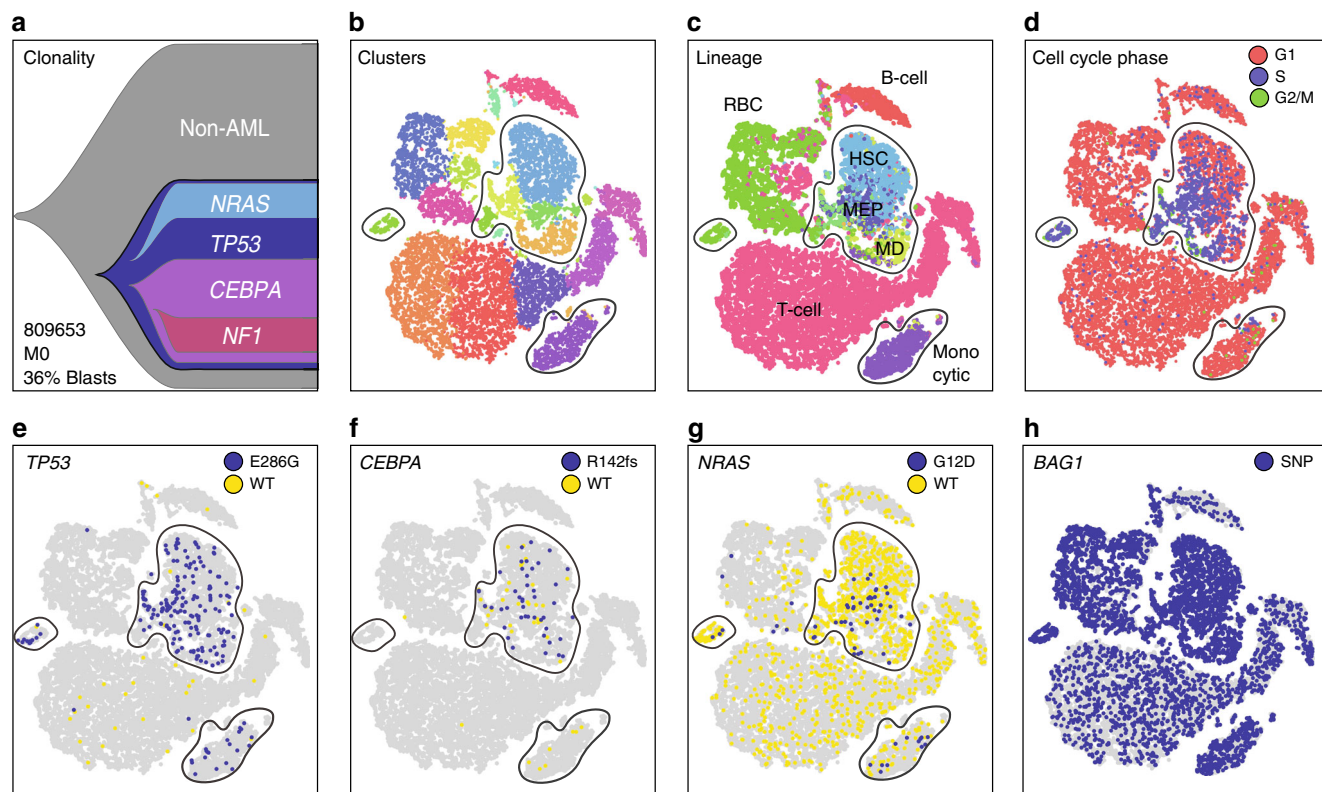 a
Clonality
Non-AML
NRAS
TP53
CEBPA
NF1
809653
M0
36% Blasts
b
Clusters
c
Lineage
B-cell
RBC
HSC
MEP
MD
T-cell
Mono
cytic
d
Cell cycle phase
G1
S
G2/M
e
TP53
E286G
WT
f
CEBPA
R142fs
WT
g
NRAS
G12D
WT
h
BAG1
SNP